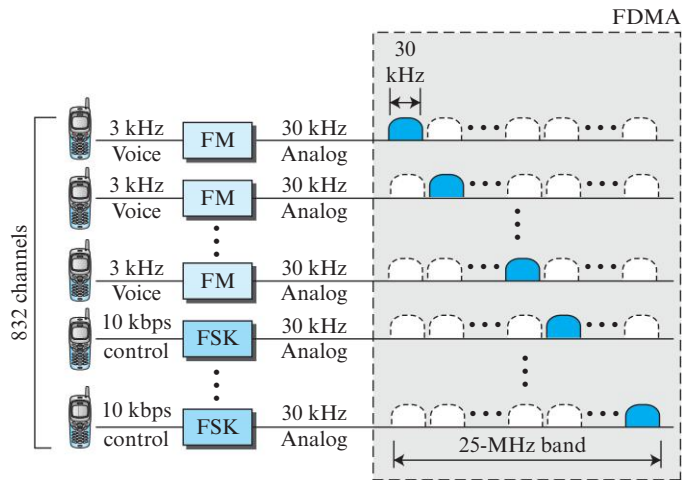 FDMA
30
kHz
3 kHz
Voice
FM
30 kHz
Analog
3 kHz
Voice
FM
30 kHz
Analog
3 kHz
Voice
FM
30 kHz
Analog
10 kbps
control
FSK
30 kHz
Analog
10 kbps
control
FSK
30 kHz
Analog
832 channels
25-MHz band